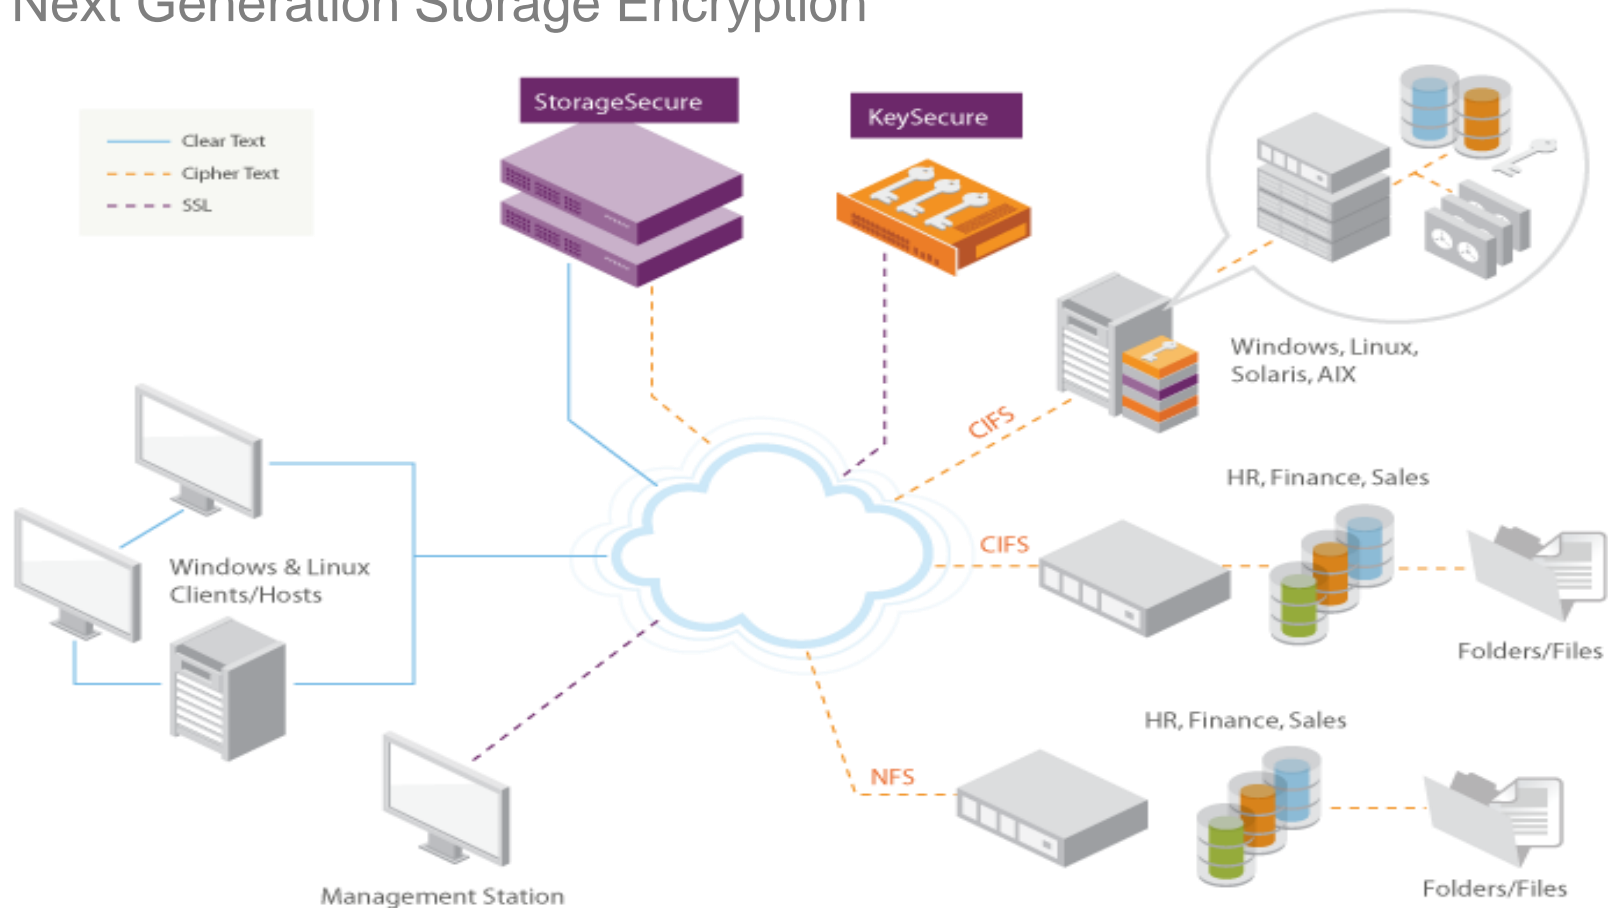 Next Generation Storage Encryption
StorageSecure
KeySecure
Clear Text
Cipher Text
SSL
Windows, Linux,
Solaris, AIX
CIFS
HR, Finance, Sales
CIFS
Windows & Linux
Clients/Hosts
Folders/Files
HR, Finance, Sales
NFS
Management Station
Folders/Files